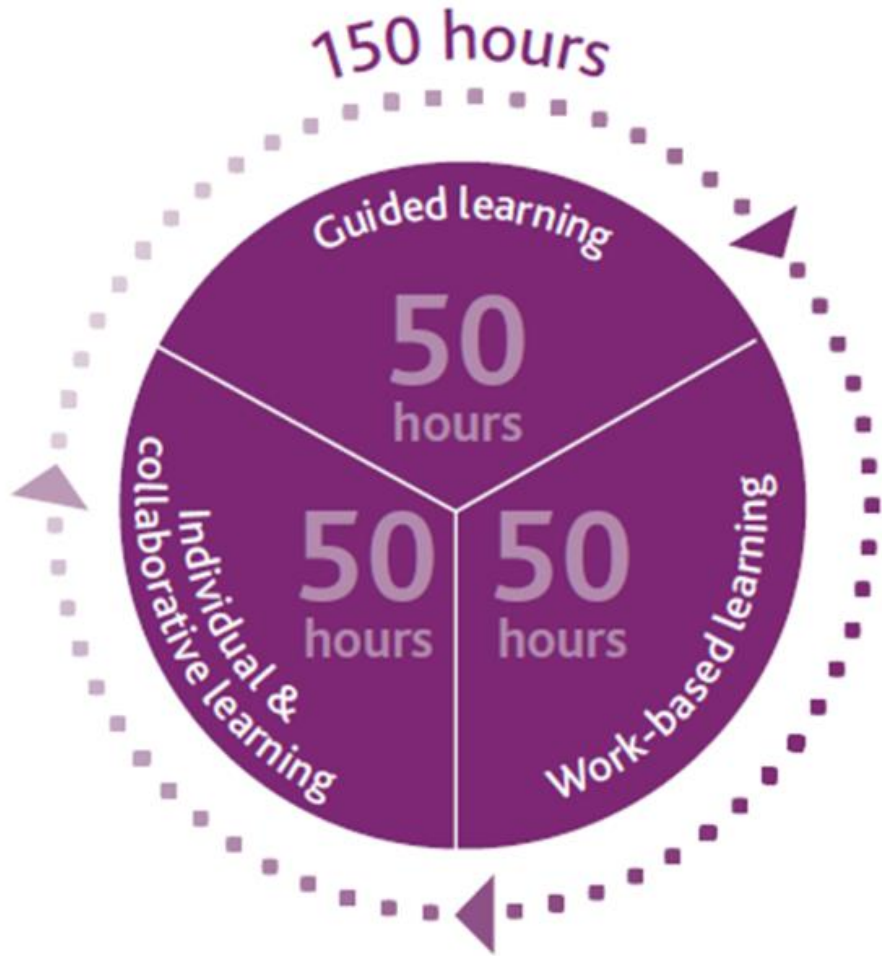 150 hours
Guided learning
50
hours
Individual &
collaborative learning
50
hours
50
hours
Work-based learning